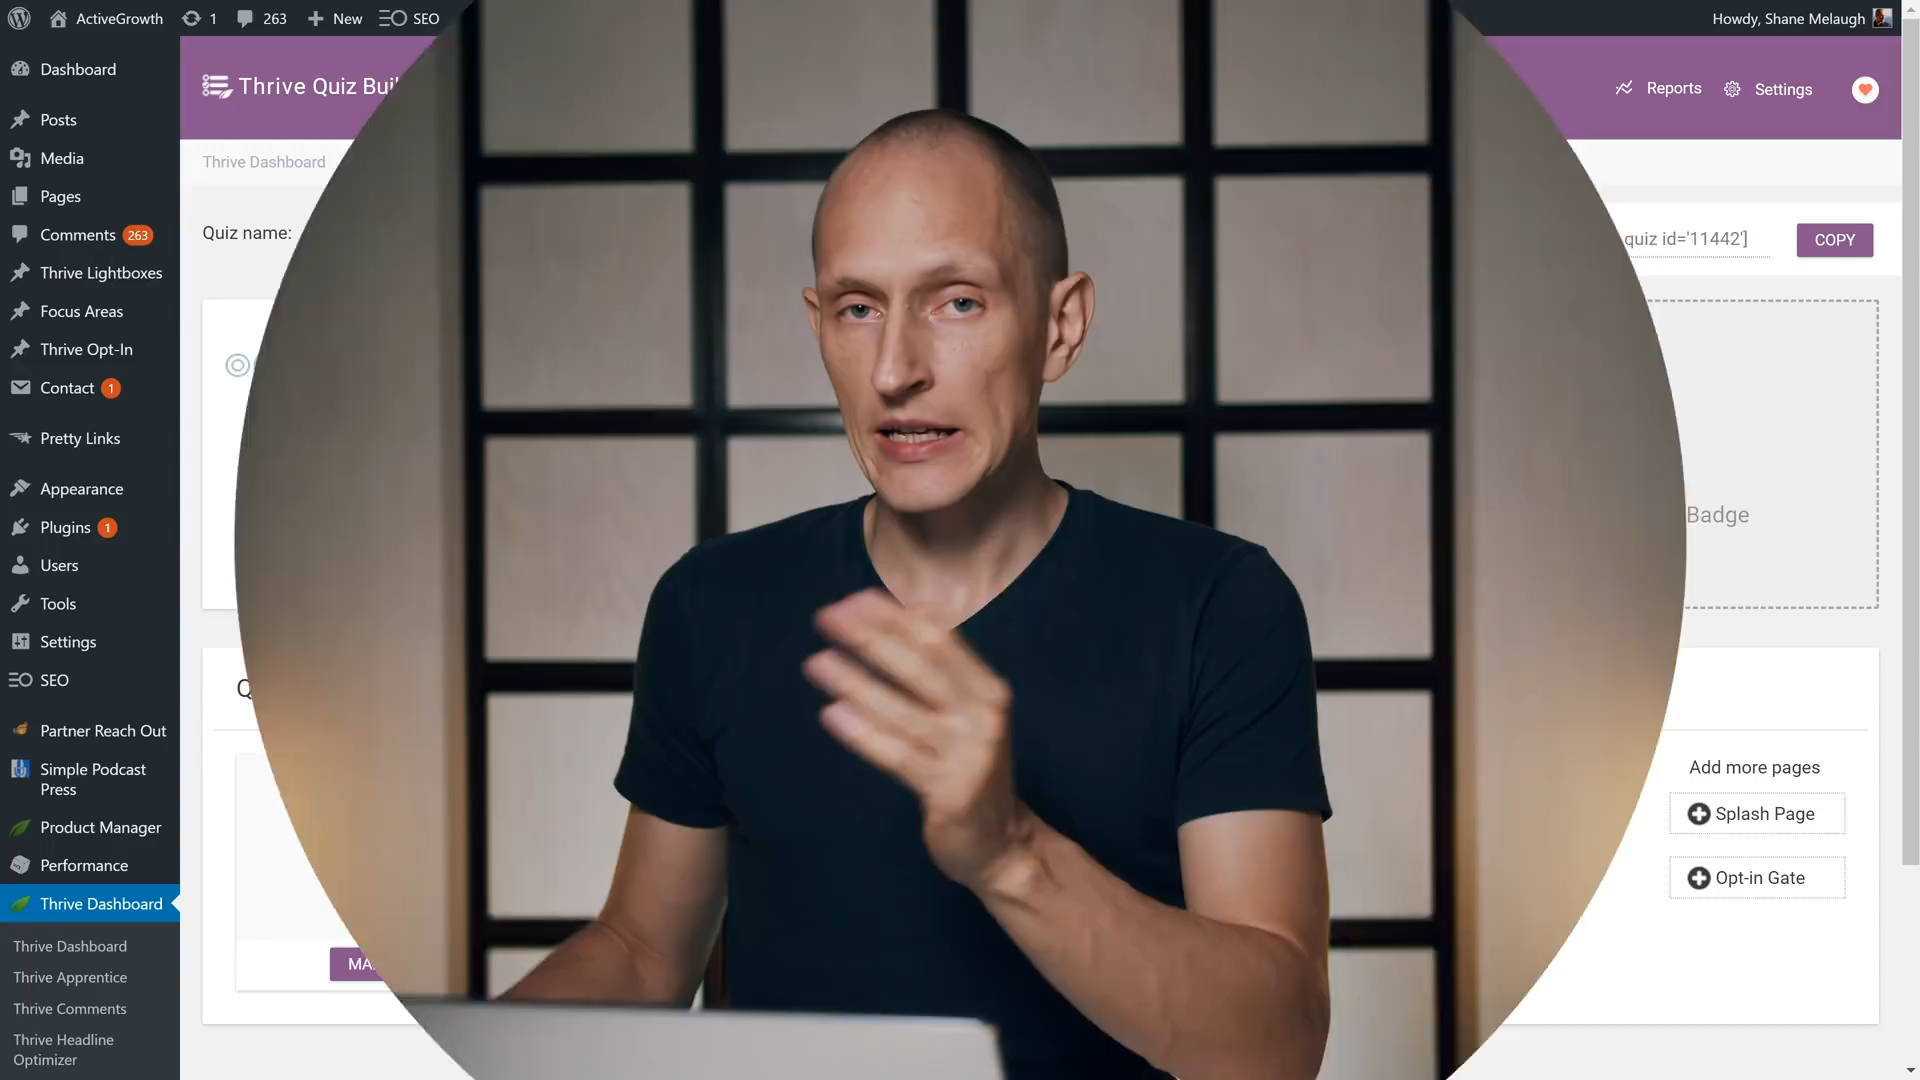 ActiveGrowth 1 263 New SEO
Howdy, Shane Melaugh
Dashboard
Posts
Media
Pages
Comments 263
Thrive Lightboxes
Focus Areas
Thrive Opt-In
Contact 1
Pretty Links
Appearance
Plugins 1
Users
Tools
Settings
SEO
Partner Reach Out
Simple Podcast
Press
Product Manager
Performance
Thrive Dashboard
Thrive Dashboard
Thrive Apprentice
Thrive Comments
Thrive Headline
Optimizer
Thrive Quiz Buil
Reports Settings
Thrive Dashboard
Quiz name:
quiz id='11442']
COPY
Badge
Add more pages
Splash Page
Opt-in Gate